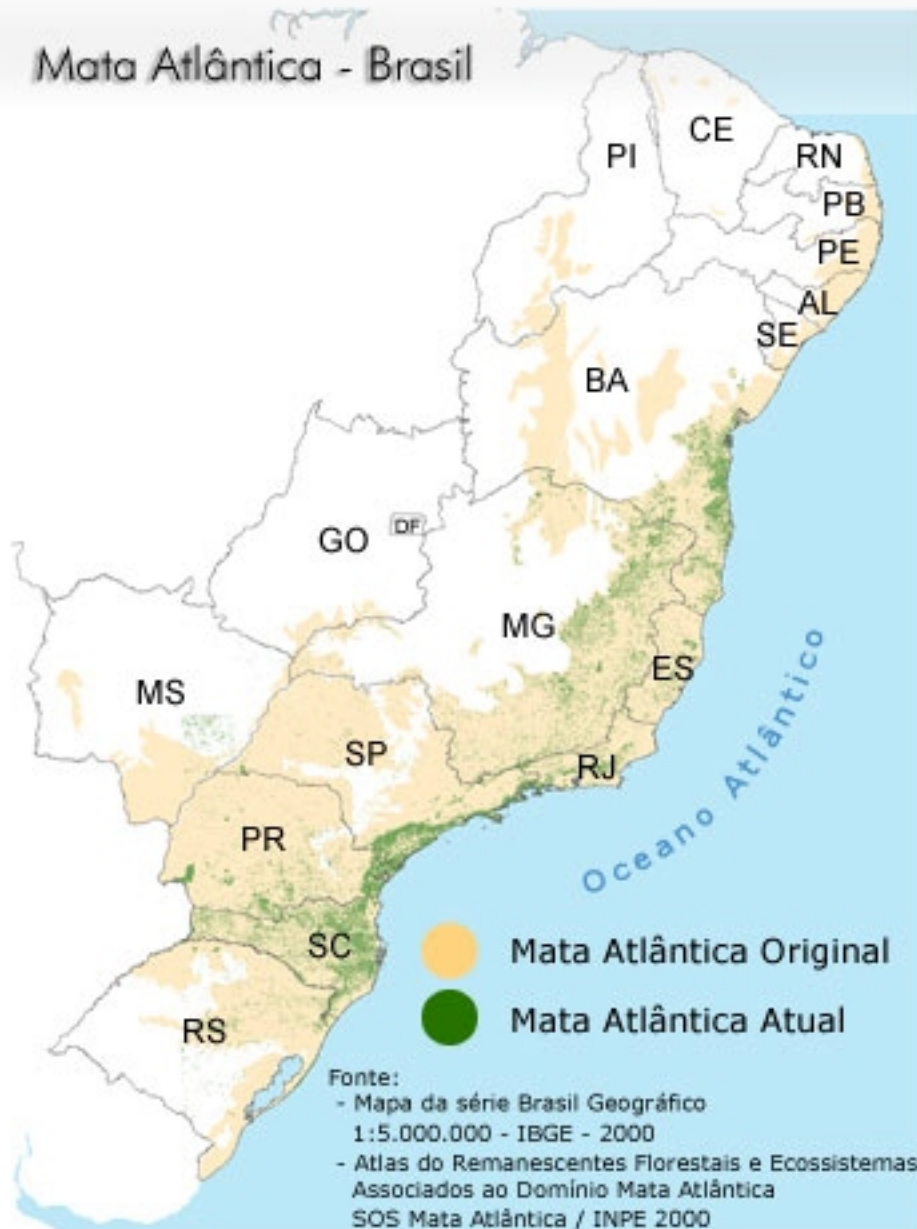 Mata Atlântica - Brasil
CE
PI
RN
PB
PE
AL
SE
BA
GO
DF
MG
ES
MS
SP
RJ
PR
SC
RS
Oceano Atlântico
Mata Atlântica Original
Mata Atlântica Atual
Fonte:
- Mapa da série Brasil Geográfico
1:5.000.000 - IBGE - 2000
- Atlas do Remanescentes Florestais e Ecossistemas
Associados ao Domínio Mata Atlântica
SOS Mata Atlântica / INPE 2000